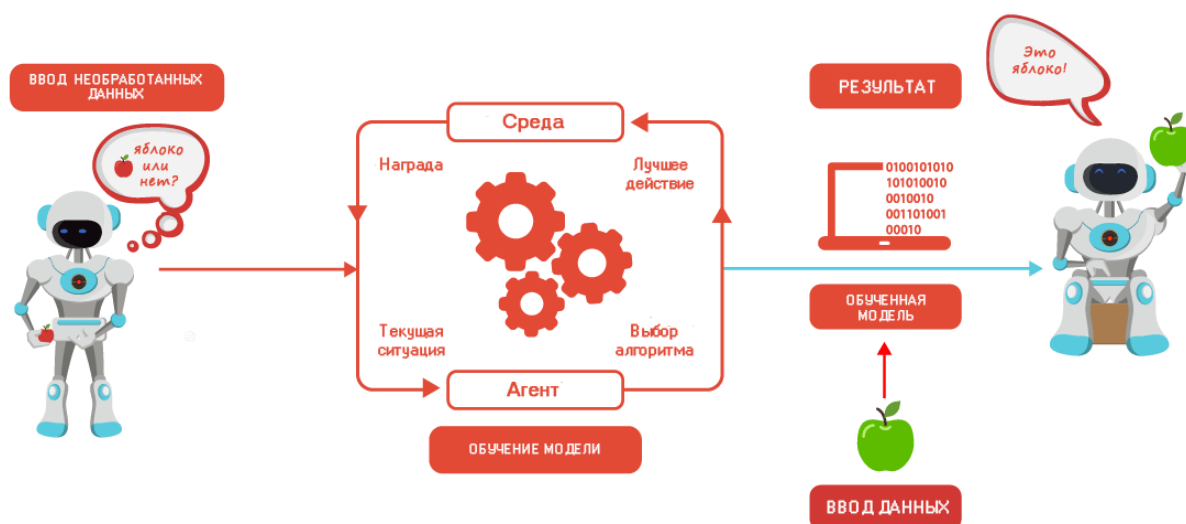 ВВОД НЕОБРАБОТАННЫХ
ДАННЫХ
яблоко
или
нет?
Среда
Награда
Лучшее
действие
Текущая
ситуация
Выбор
алгоритма
Агент
ОБУЧЕНИЕ МОДЕЛИ
РЕЗУЛЬТАТ
0100101010
101010010
0010010
001101001
00010
ОБУЧЕННАЯ
МОДЕЛЬ
ВВОД ДАННЫХ
Это
яблоко!